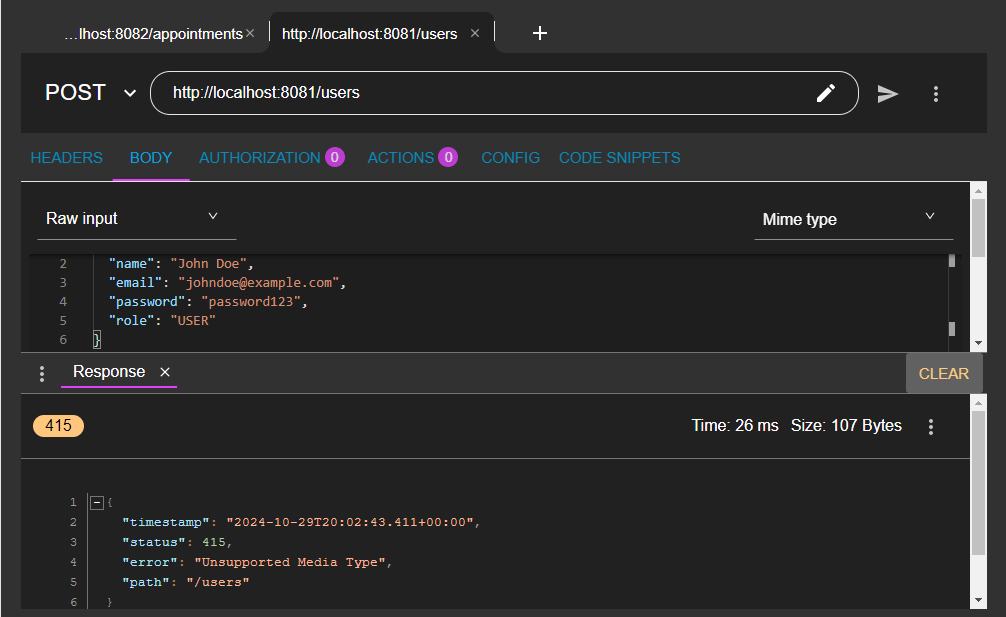 ...lhost:8082/appointments × http://localhost:8081/users × +
POST http://localhost:8081/users
HEADERS BODY AUTHORIZATION 0 ACTIONS 0 CONFIG CODE SNIPPETS
Raw input Mime type
2 "name": "John Doe",
3 "email": "johndoe@example.com",
4 "password": "password123",
5 "role": "USER"
6 }
Response × CLEAR
415 Time: 26 ms Size: 107 Bytes
1 {
2 "timestamp": "2024-10-29T20:02:43.411+00:00",
3 "status": 415,
4 "error": "Unsupported Media Type",
5 "path": "/users"
6 }